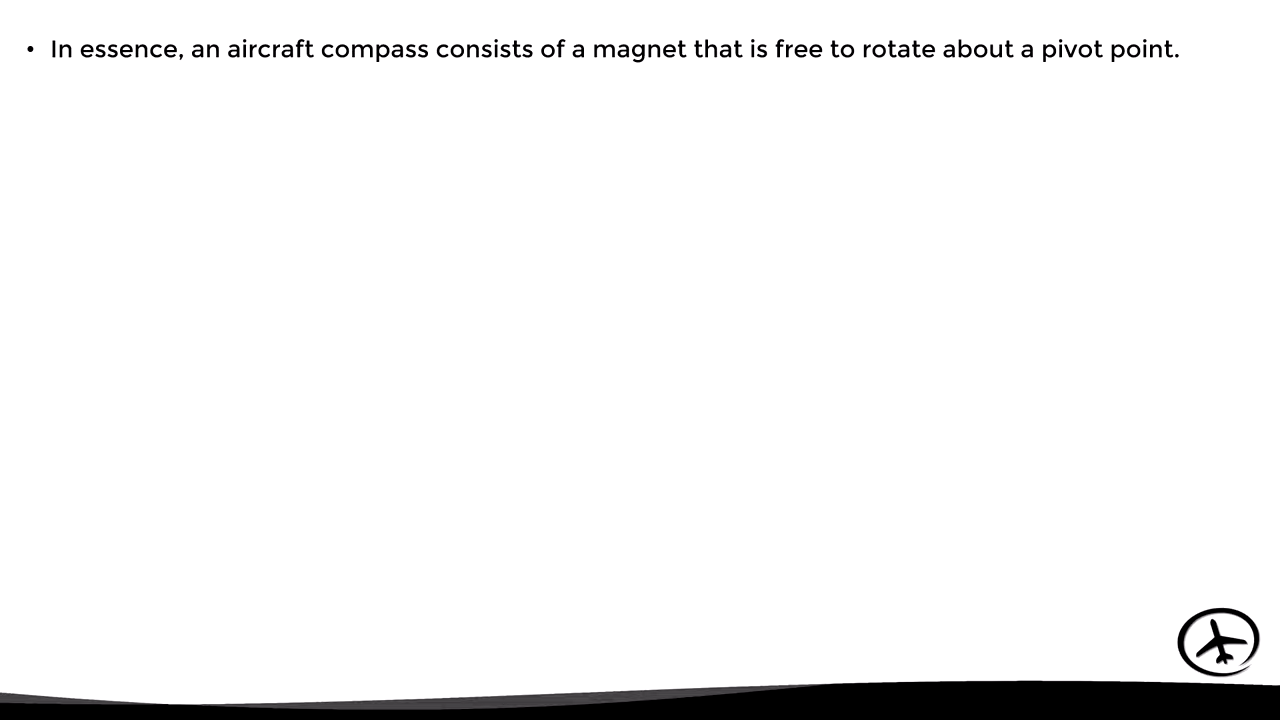 • In essence, an aircraft compass consists of a magnet that is free to rotate about a pivot point.